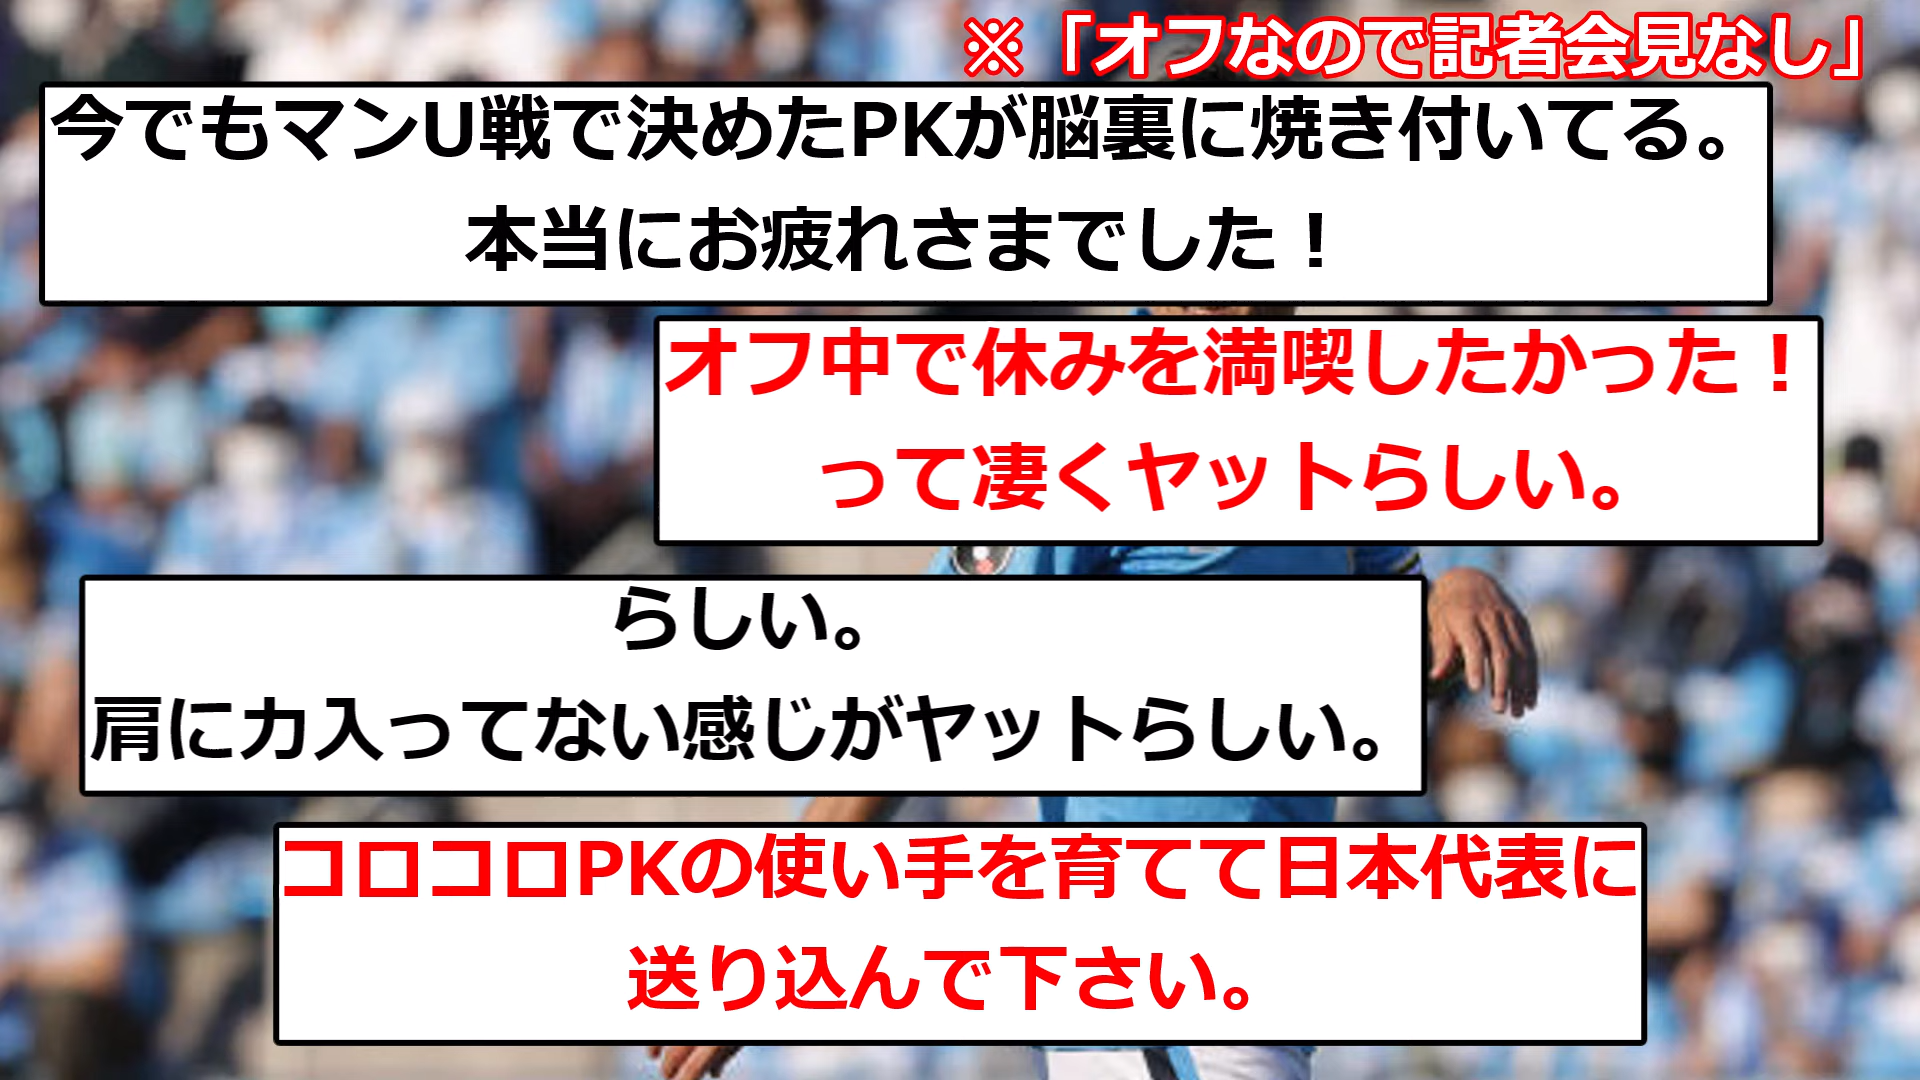 ※「オフなので記者会見なし」
今でもマンU戦で決めたPKが脳裏に焼き付いてる。
本当にお疲れさまでした！
オフ中で休みを満喫したかった！
って凄くヤットらしい。
らしい。
肩に力入ってない感じがヤットらしい。
コロコロPKの使い手を育てて日本代表に
送り込んで下さい。